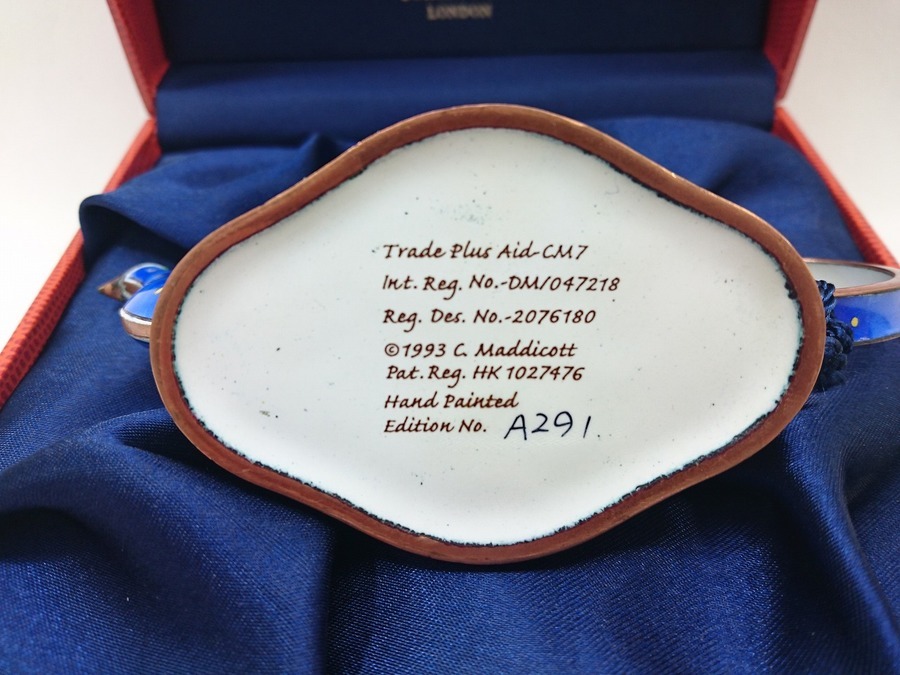 LONDON
Trade Plus Aid-CM7
Int. Reg. No.-DM/047218
Reg. Des. No.-2076180
©1993 C. Maddicott
Pat. Reg. HK 1027476
Hand Painted
Edition No. A291